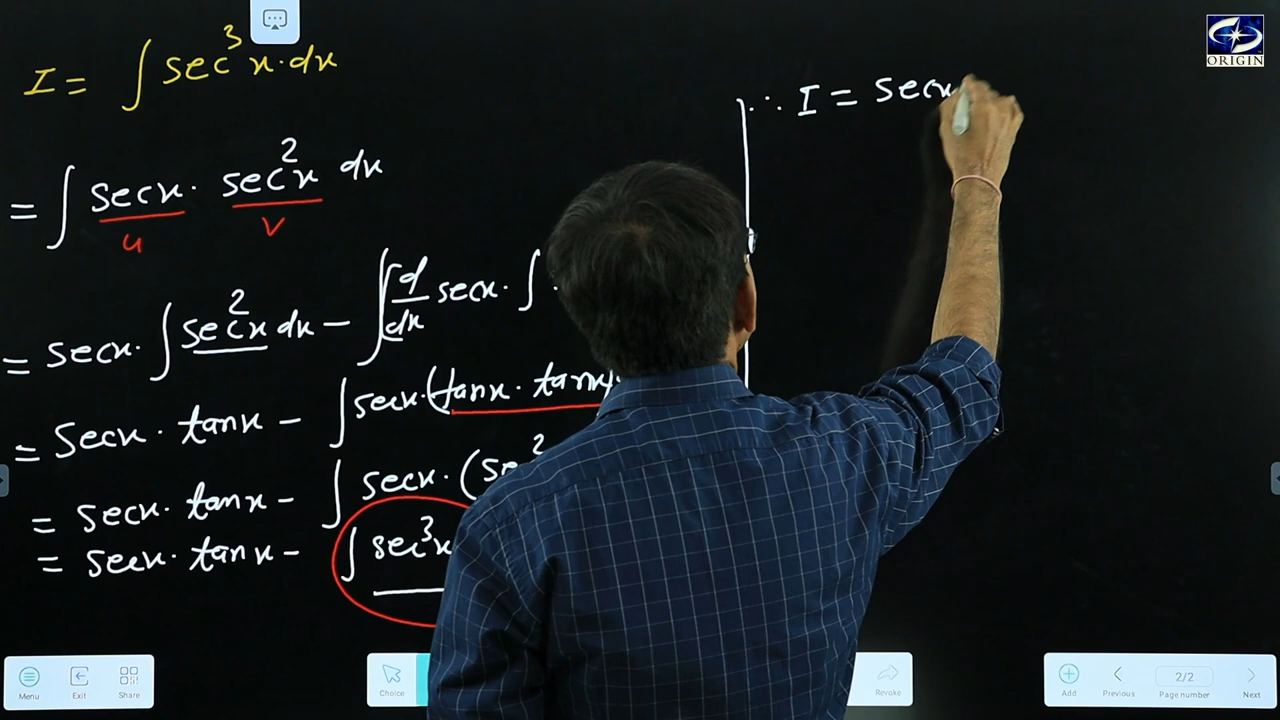 I = ∫ sec³x·dx
= ∫ secx· sec²x dx
u v
= secx· ∫ sec²x dx – ∫ d/dx secx· ∫
= secx· tanx – ∫ secx·(tanx· tanx)
= secx· tanx – ∫ secx·(se 2
= secx· tanx – ∫ sec³x
∴ I = secx
ORIGIN
Menu Exit Share
Choice
Revoke
Add Previous 2/2 Page number Next